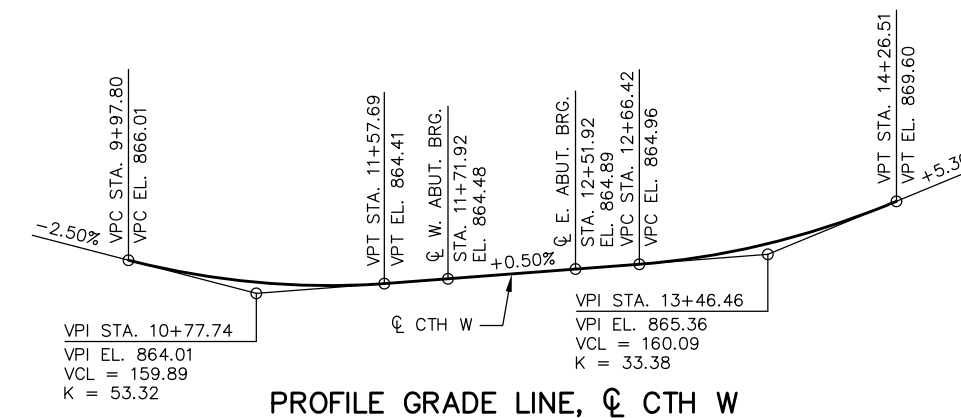 -2.50%
VPC STA. 9+97.80
VPC EL. 866.01
VPI STA. 10+77.74
VPI EL. 864.01
VCL = 159.89
K = 53.32
VPT STA. 11+57.69
VPT EL. 864.41
℄ W. ABUT. BRG.
STA. 11+71.92
EL. 864.48
+0.50%
℄ CTH W
℄ E. ABUT. BRG.
STA. 12+51.92
EL. 864.89
VPC STA. 12+66.42
VPC EL. 864.96
VPI STA. 13+46.46
VPI EL. 865.36
VCL = 160.09
K = 33.38
VPT STA. 14+26.51
VPT EL. 869.60
PROFILE GRADE LINE, ℄ CTH W